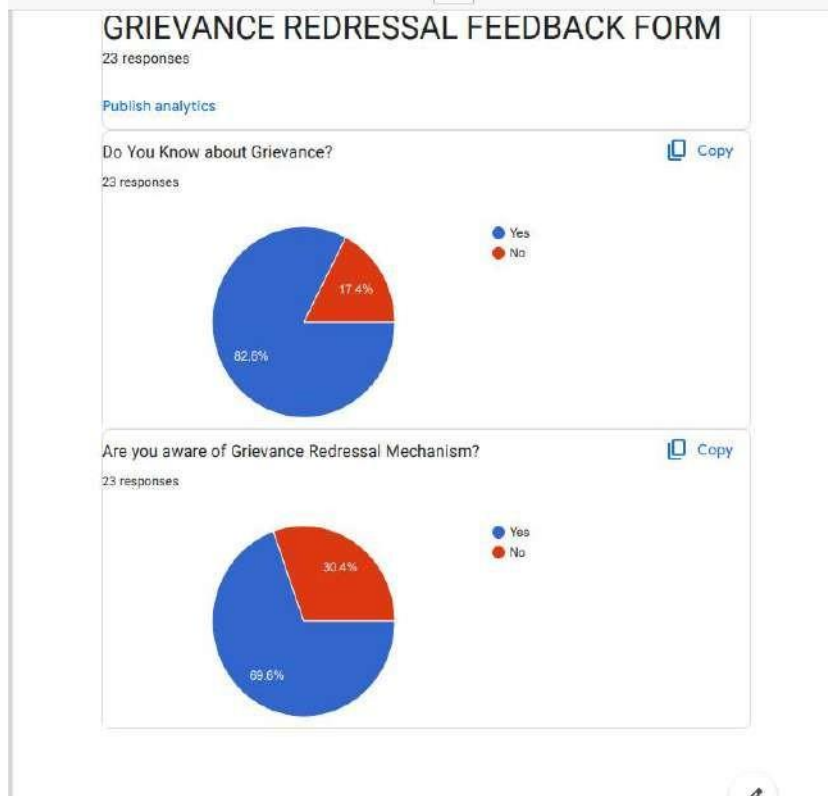 GRIEVANCE REDRESSAL FEEDBACK FORM
23 responses
Publish analytics
Do You Know about Grievance?
Copy
23 responses
Yes
No
17.4%
82.6%
Are you aware of Grievance Redressal Mechanism?
Copy
23 responses
Yes
No
30.4%
69.6%